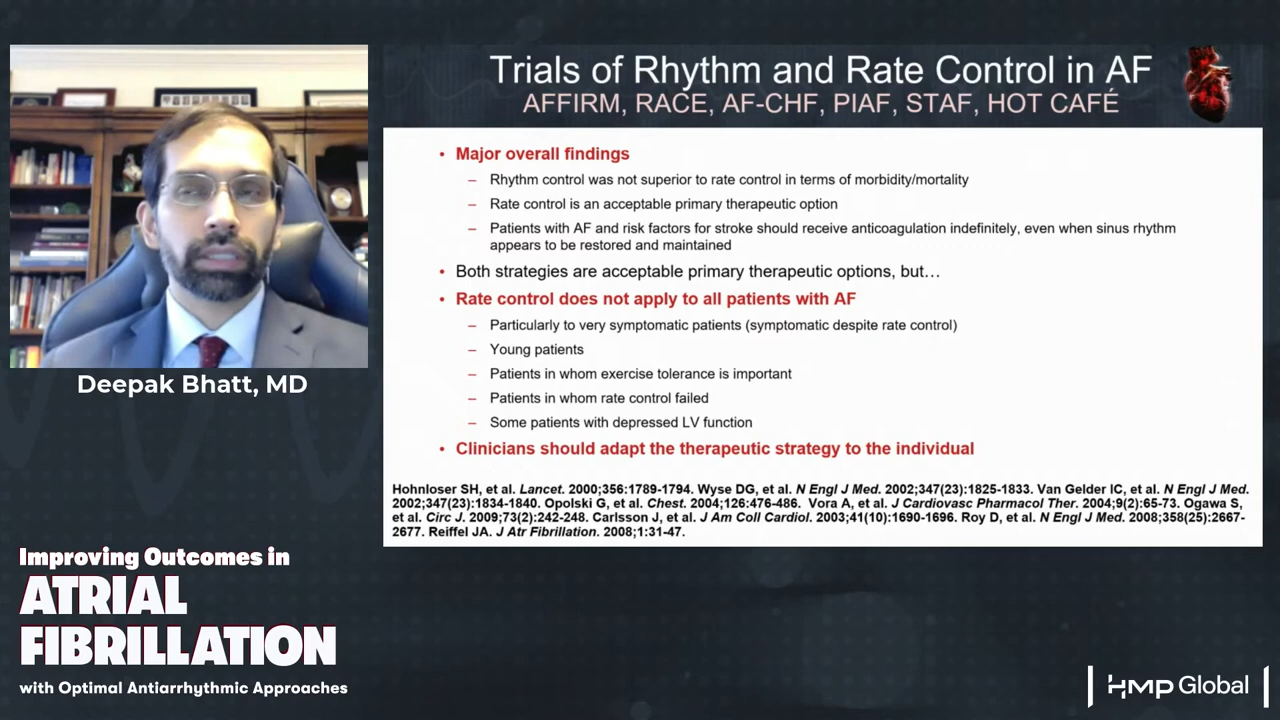 Trials of Rhythm and Rate Control in AF
AFFIRM, RACE, AF-CHF, PIAF, STAF, HOT CAFÉ
• Major overall findings
– Rhythm control was not superior to rate control in terms of morbidity/mortality
– Rate control is an acceptable primary therapeutic option
– Patients with AF and risk factors for stroke should receive anticoagulation indefinitely, even when sinus rhythm
appears to be restored and maintained
• Both strategies are acceptable primary therapeutic options, but…
• Rate control does not apply to all patients with AF
– Particularly to very symptomatic patients (symptomatic despite rate control)
– Young patients
– Patients in whom exercise tolerance is important
– Patients in whom rate control failed
– Some patients with depressed LV function
• Clinicians should adapt the therapeutic strategy to the individual
Hohnloser SH, et al. Lancet. 2000;356:1789-1794. Wyse DG, et al. N Engl J Med. 2002;347(23):1825-1833. Van Gelder IC, et al. N Engl J Med.
2002;347(23):1834-1840. Opolski G, et al. Chest. 2004;126:476-486. Vora A, et al. J Cardiovasc Pharmacol Ther. 2004;9(2):65-73. Ogawa S,
et al. Circ J. 2009;73(2):242-248. Carlsson J, et al. J Am Coll Cardiol. 2003;41(10):1690-1696. Roy D, et al. N Engl J Med. 2008;358(25):2667-
2677. Reiffel JA. J Atr Fibrillation. 2008;1:31-47.
Deepak Bhatt, MD
Improving Outcomes in
ATRIAL
FIBRILLATION
with Optimal Antiarrhythmic Approaches
HMP Global